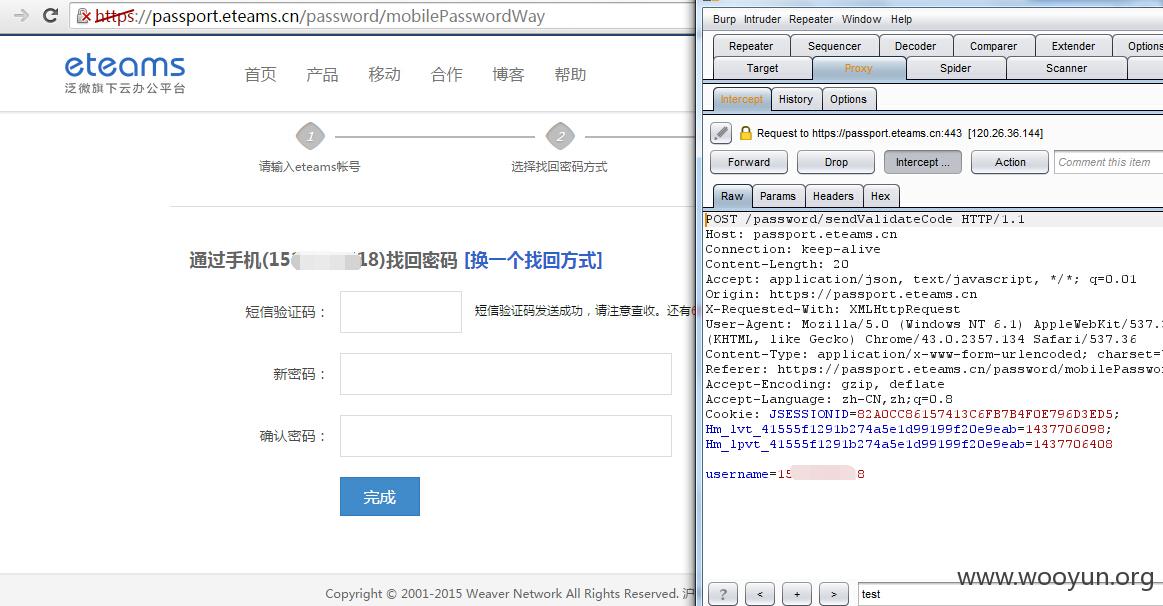 https://passport.eteams.cn/password/mobilePasswordWay
eteams
泛微旗下云办公平台
首页 产品 移动 合作 博客 帮助
1
2
请输入eteams帐号
选择找回密码方式
通过手机(15 18)找回密码 [换一个找回方式]
短信验证码：
短信验证码发送成功，请注意查收。还有6
新密码：
确认密码：
完成
Copyright © 2001-2015 Weaver Network All Rights Reserved. 沪
Burp Intruder Repeater Window Help
Repeater Sequencer Decoder Comparer Extender Options
Target Proxy Spider Scanner
Intercept History Options
Request to https://passport.eteams.cn:443 [120.26.36.144]
Forward Drop Intercept ... Action Comment this item
Raw Params Headers Hex
POST /password/sendValidateCode HTTP/1.1
Host: passport.eteams.cn
Connection: keep-alive
Content-Length: 20
Accept: application/json, text/javascript, */*; q=0.01
Origin: https://passport.eteams.cn
X-Requested-With: XMLHttpRequest
User-Agent: Mozilla/5.0 (Windows NT 6.1) AppleWebKit/537.
(KHTML, like Gecko) Chrome/43.0.2357.134 Safari/537.36
Content-Type: application/x-www-form-urlencoded; charset=
Referer: https://passport.eteams.cn/password/mobilePasswo
Accept-Encoding: gzip, deflate
Accept-Language: zh-CN,zh;q=0.8
Cookie: JSESSIONID=82A0CC86157413C6FB7B4F0E796D3ED5;
Hm_lvt_41555f1291b274a5e1d99199f20e9eab=1437706098;
Hm_lpvt_41555f1291b274a5e1d99199f20e9eab=1437706408
username=15 8
www.wooyun.org
? < + > test